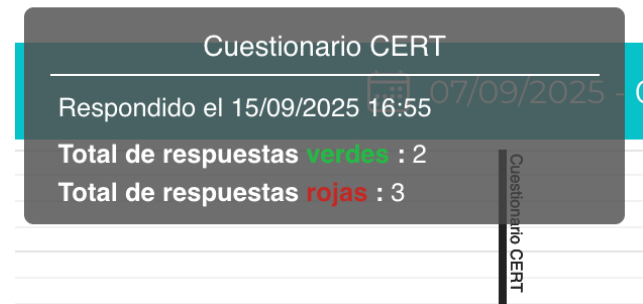 Cuestionario CERT
07/09/2025 -
Respondido el 15/09/2025 16:55
Total de respuestas verdes : 2
Total de respuestas rojas : 3
Cuestionario CERT